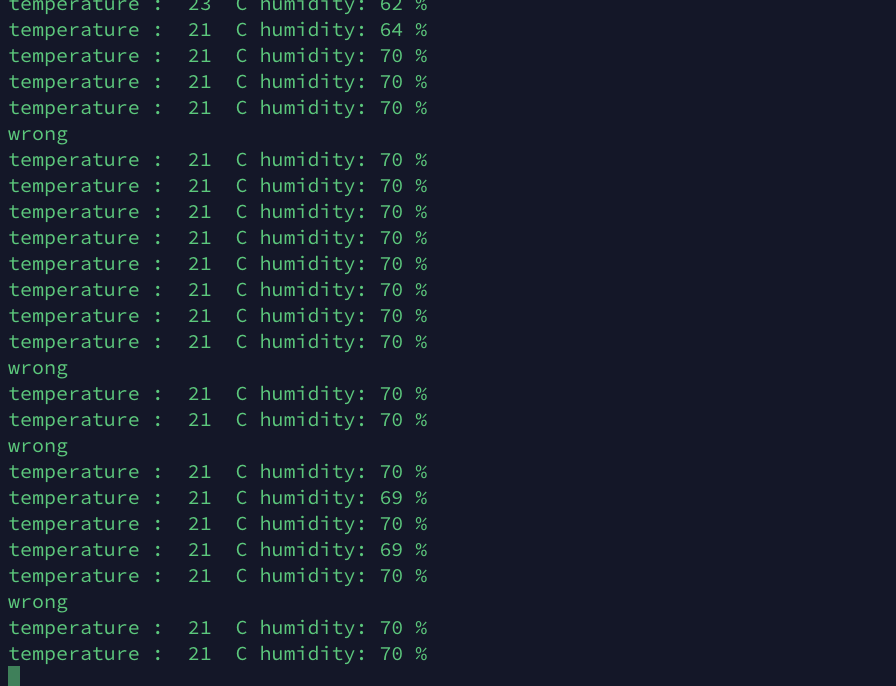 temperature :  23  C humidity: 62 %
temperature :  21  C humidity: 64 %
temperature :  21  C humidity: 70 %
temperature :  21  C humidity: 70 %
temperature :  21  C humidity: 70 %
wrong
temperature :  21  C humidity: 70 %
temperature :  21  C humidity: 70 %
temperature :  21  C humidity: 70 %
temperature :  21  C humidity: 70 %
temperature :  21  C humidity: 70 %
temperature :  21  C humidity: 70 %
temperature :  21  C humidity: 70 %
temperature :  21  C humidity: 70 %
wrong
temperature :  21  C humidity: 70 %
temperature :  21  C humidity: 70 %
wrong
temperature :  21  C humidity: 70 %
temperature :  21  C humidity: 69 %
temperature :  21  C humidity: 70 %
temperature :  21  C humidity: 69 %
temperature :  21  C humidity: 70 %
wrong
temperature :  21  C humidity: 70 %
temperature :  21  C humidity: 70 %